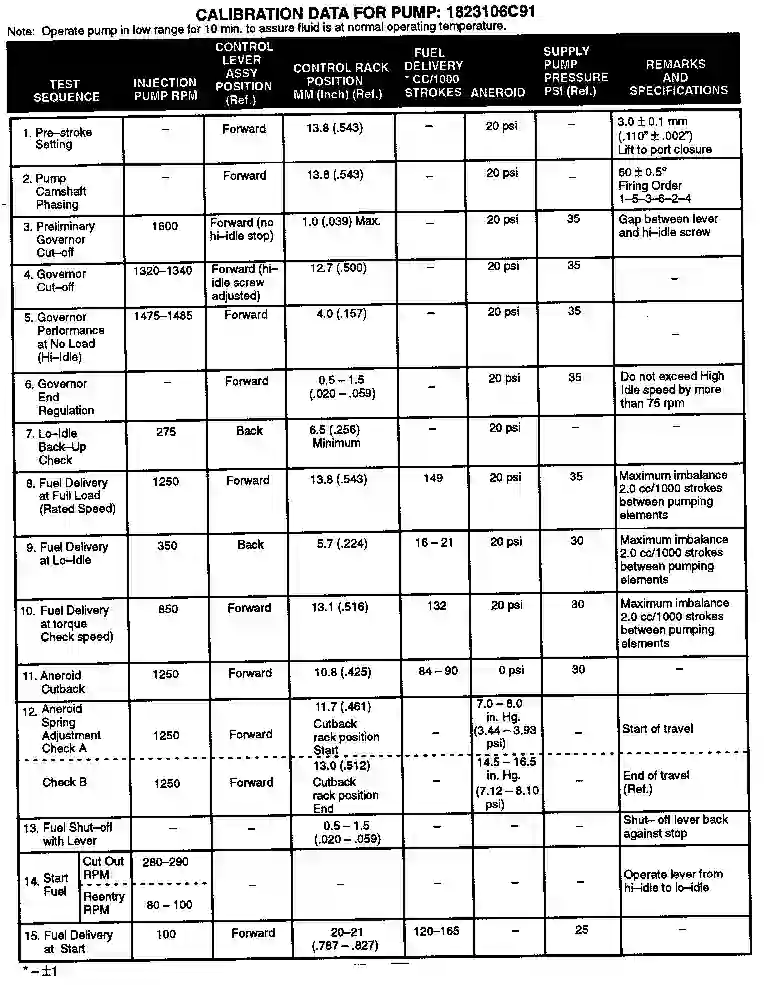 CALIBRATION DATA FOR PUMP: 1823106C91
Note: Operate pump in low range for 10 min. to assure fluid is at normal operating temperature.
TEST SEQUENCE | INJECTION PUMP RPM | CONTROL LEVER ASSY POSITION (Ref.) | CONTROL RACK POSITION MM (Inch) (Ref.) | FUEL DELIVERY * CC/1000 STROKES | ANEROID | SUPPLY PUMP PRESSURE PSI (Ref.) | REMARKS AND SPECIFICATIONS
1. Pre–stroke Setting | – | Forward | 13.8 (.543) | – | 20 psi | – | 3.0 ± 0.1 mm (.110" ± .002") Lift to port closure
2. Pump Camshaft Phasing | – | Forward | 13.8 (.543) | – | 20 psi | – | 60 ± 0.5° Firing Order 1–5–3–6–2–4
3. Preliminary Governor Cut–off | 1600 | Forward (no hi–idle stop) | 1.0 (.039) Max. | – | 20 psi | 35 | Gap between lever and hi–idle screw
4. Governor Cut–off | 1320–1340 | Forward (hi–idle screw adjusted) | 12.7 (.500) | – | 20 psi | 35 | –
5. Governor Performance at No Load (Hi–Idle) | 1475–1485 | Forward | 4.0 (.157) | – | 20 psi | 35 | –
6. Governor End Regulation | – | Forward | 0.5 – 1.5 (.020 – .059) | – | 20 psi | 35 | Do not exceed High Idle speed by more than 75 rpm
7. Lo–Idle Back–Up Check | 275 | Back | 6.5 (.256) Minimum | – | 20 psi | – | –
8. Fuel Delivery at Full Load (Rated Speed) | 1250 | Forward | 13.8 (.543) | 149 | 20 psi | 35 | Maximum imbalance 2.0 cc/1000 strokes between pumping elements
9. Fuel Delivery at Lo–Idle | 350 | Back | 5.7 (.224) | 16 – 21 | 20 psi | 30 | Maximum imbalance 2.0 cc/1000 strokes between pumping elements
10. Fuel Delivery at torque Check speed) | 850 | Forward | 13.1 (.516) | 132 | 20 psi | 30 | Maximum imbalance 2.0 cc/1000 strokes between pumping elements
11. Aneroid Cutback | 1250 | Forward | 10.8 (.425) | 84 – 90 | 0 psi | 30 | –
12. Aneroid Spring Adjustment Check A | 1250 | Forward | 11.7 (.461) Cutback rack position Start | – | 7.0 – 8.0 in. Hg. (3.44 – 3.93 psi) | – | Start of travel
Check B | 1250 | Forward | 13.0 (.512) Cutback rack position End | – | 14.5 – 16.5 in. Hg. (7.12 – 8.10 psi) | – | End of travel (Ref.)
13. Fuel Shut–off with Lever | – | – | 0.5 – 1.5 (.020 – .059) | – | – | – | Shut– off lever back against stop
14. Start Fuel | Cut Out RPM | 280–290 | – | – | – | – | – | Operate lever from hi–idle to lo–idle
Reentry RPM | 80 – 100
15. Fuel Delivery at Start | 100 | Forward | 20–21 (.787 – .827) | 120–165 | – | 25 | –
* – ±1